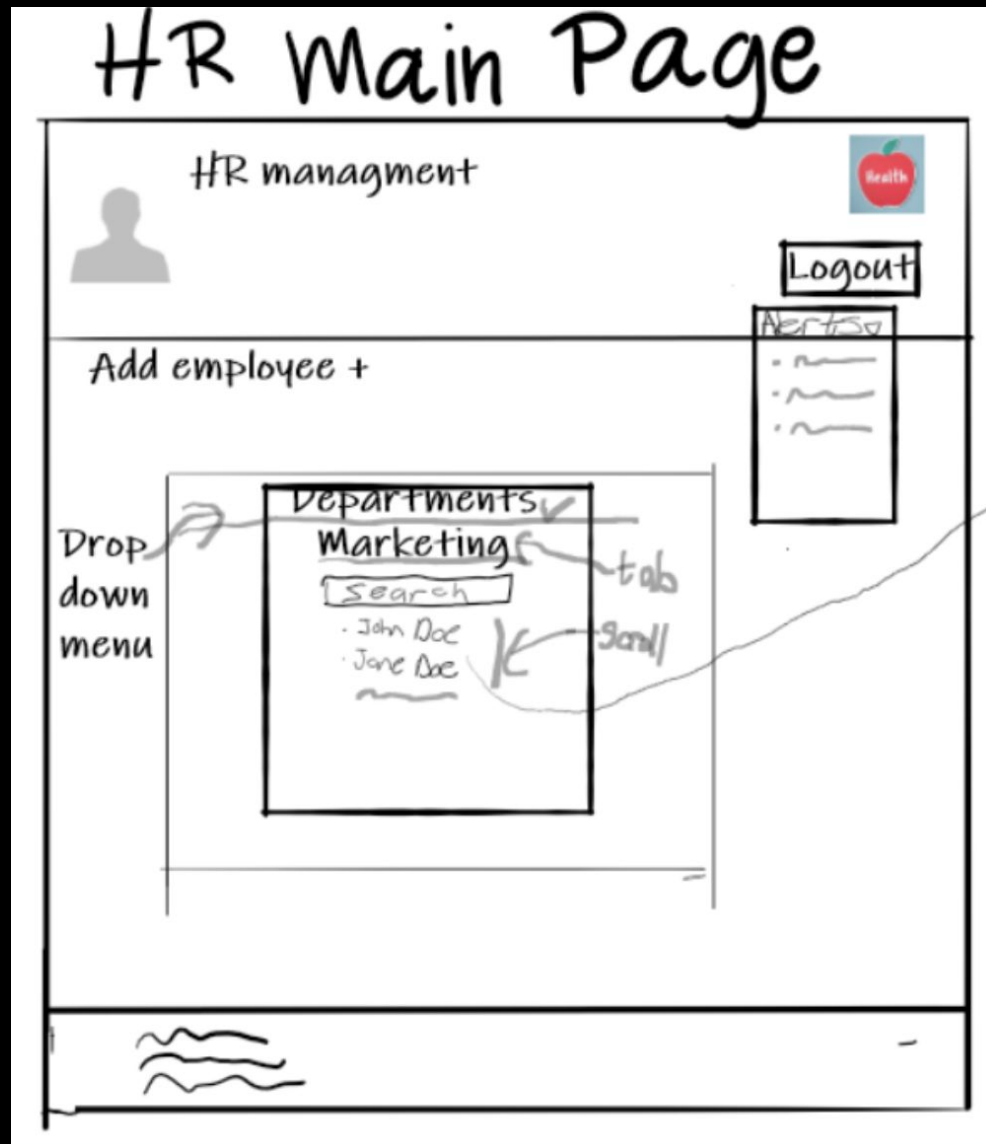 HR Main Page
HR managment
Health
Logout
Alerts
Add employee +
Departments
Drop
down
menu
Marketing
tab
Search
John Doe
Jane Doe
Scroll